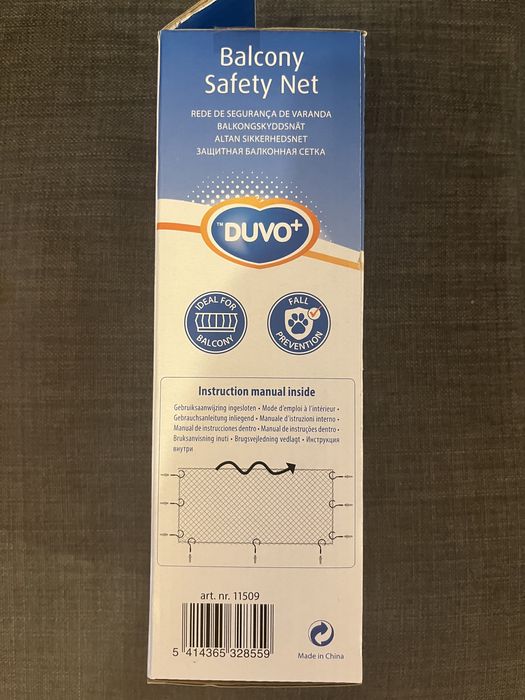 Balcony
Safety Net
REDE DE SEGURANÇA DE VARANDA
BALKONGSKYDDSNÄT
ALTAN SIKKERHEDSNET
ЗАЩИТНАЯ БАЛКОННАЯ СЕТКА
™DUVO+
IDEAL FOR
BALCONY
FALL
PREVENTION
Instruction manual inside
Gebruiksaanwijzing ingesloten • Mode d'emploi à l'intérieur •
Gebrauchsanleitung inliegend • Manuale d'istruzioni interno •
Manual de instrucciones dentro • Manual de instruções dentro •
Bruksanvisning inuti • Brugsvejledning vedlagt • Инструкция
внутри
art. nr. 11509
5 414365 328559
Made in China